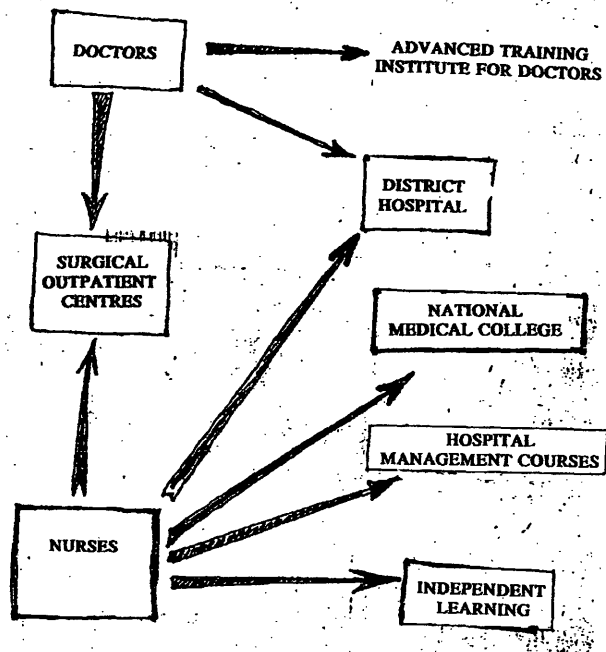 DOCTORS
ADVANCED TRAINING
INSTITUTE FOR DOCTORS
DISTRICT
HOSPITAL
SURGICAL
OUTPATIENT
CENTRES
NATIONAL
MEDICAL COLLEGE
HOSPITAL
MANAGEMENT COURSES
NURSES
INDEPENDENT
LEARNING